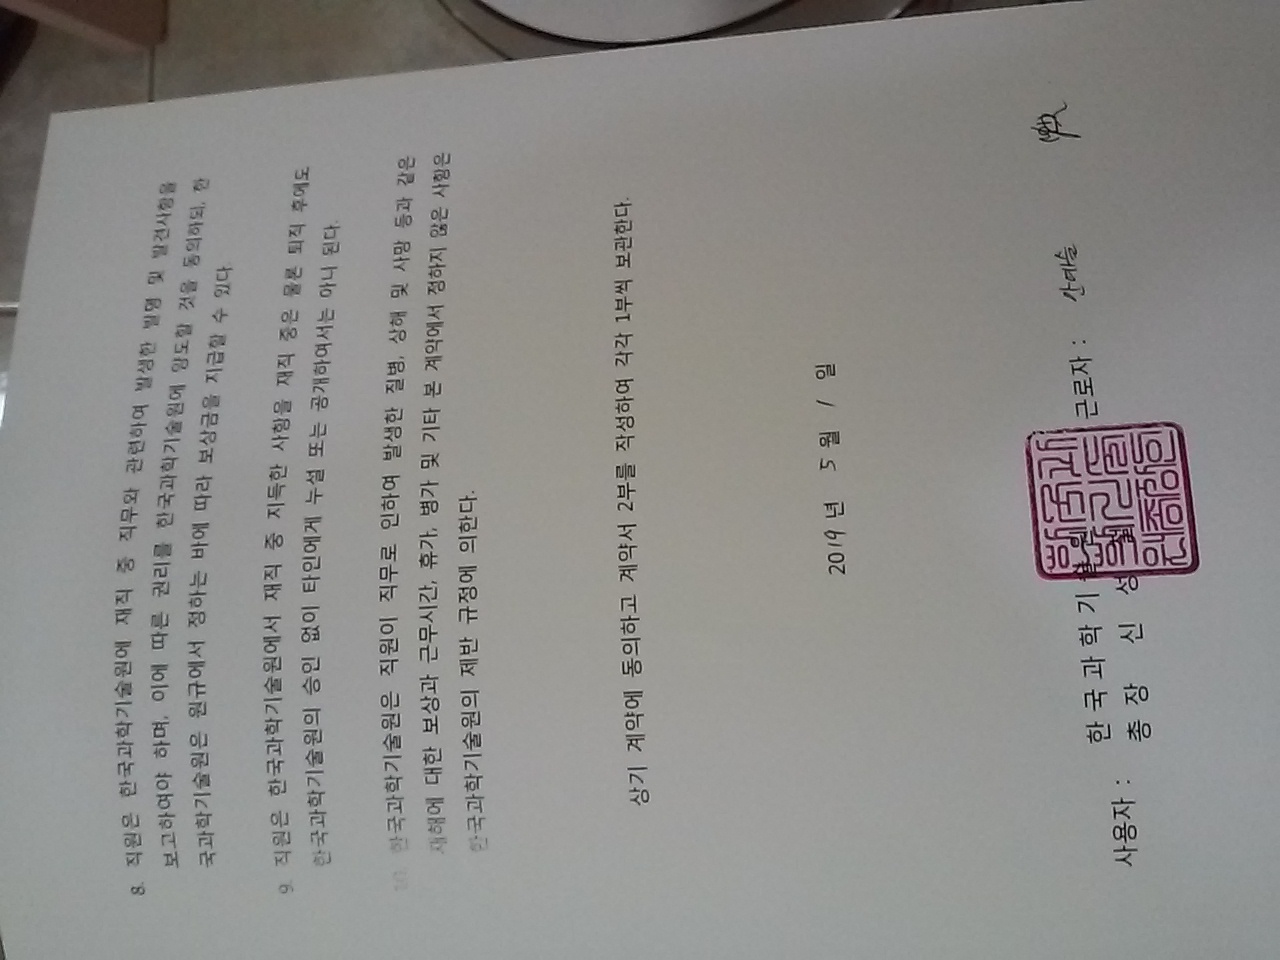 8. 직원은 한국과학기술원에 재직 중 직무와 관련하여 발생한 발명 및 발견사항을
보고하여야 하며, 이에 따른 권리를 한국과학기술원에 양도할 것을 동의하되, 한
국과학기술원은 원규에서 정하는 바에 따라 보상금을 지급할 수 있다.
9. 직원은 한국과학기술원에서 재직 중 지득한 사항을 재직 중은 물론 퇴직 후에도
한국과학기술원의 승인 없이 타인에게 누설 또는 공개하여서는 아니 된다.
10. 한국과학기술원은 직원이 직무로 인하여 발생한 질병, 상해 및 사망 등과 같은
재해에 대한 보상과 근무시간, 휴가, 병가 및 기타 본 계약에서 정하지 않은 사항은
한국과학기술원의 제반 규정에 의한다.
상기 계약에 동의하고 계약서 2부를 작성하여 각각 1부씩 보관한다.
2019년 5월 1일
사용자 : 한국과학기술원 근로자 :
총장 신성철